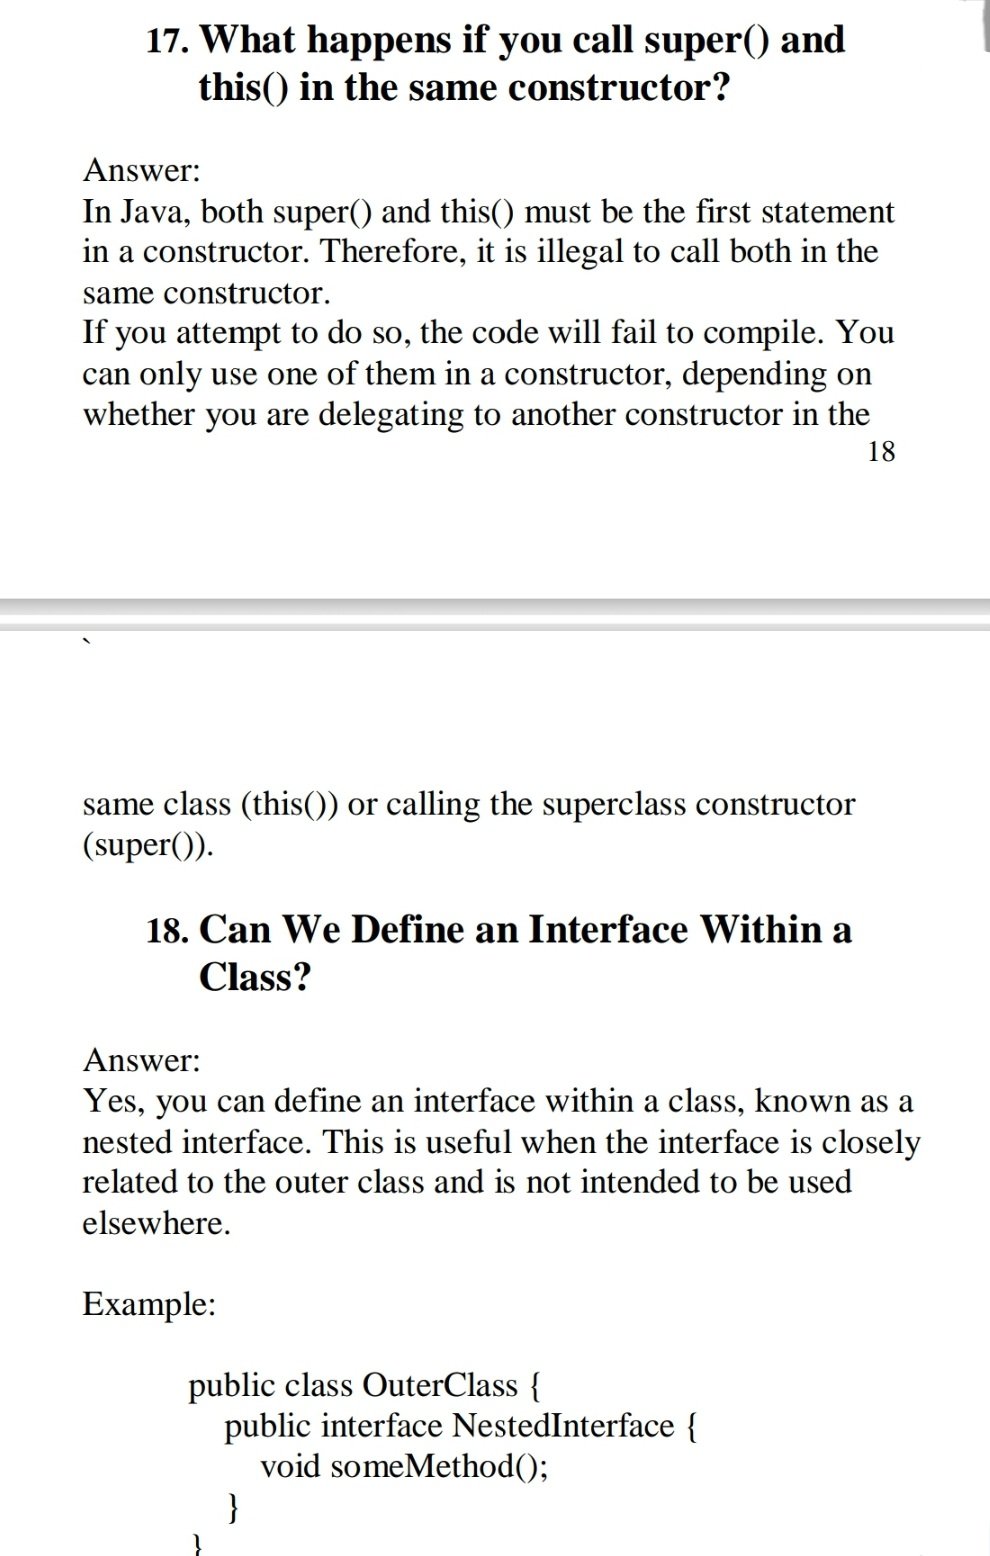 17. What happens if you call super() and
this() in the same constructor?
Answer:
In Java, both super() and this() must be the first statement
in a constructor. Therefore, it is illegal to call both in the
same constructor.
If you attempt to do so, the code will fail to compile. You
can only use one of them in a constructor, depending on
whether you are delegating to another constructor in the
18
`
same class (this()) or calling the superclass constructor
(super()).
18. Can We Define an Interface Within a
Class?
Answer:
Yes, you can define an interface within a class, known as a
nested interface. This is useful when the interface is closely
related to the outer class and is not intended to be used
elsewhere.
Example:
public class OuterClass {
public interface NestedInterface {
void someMethod();
}
}